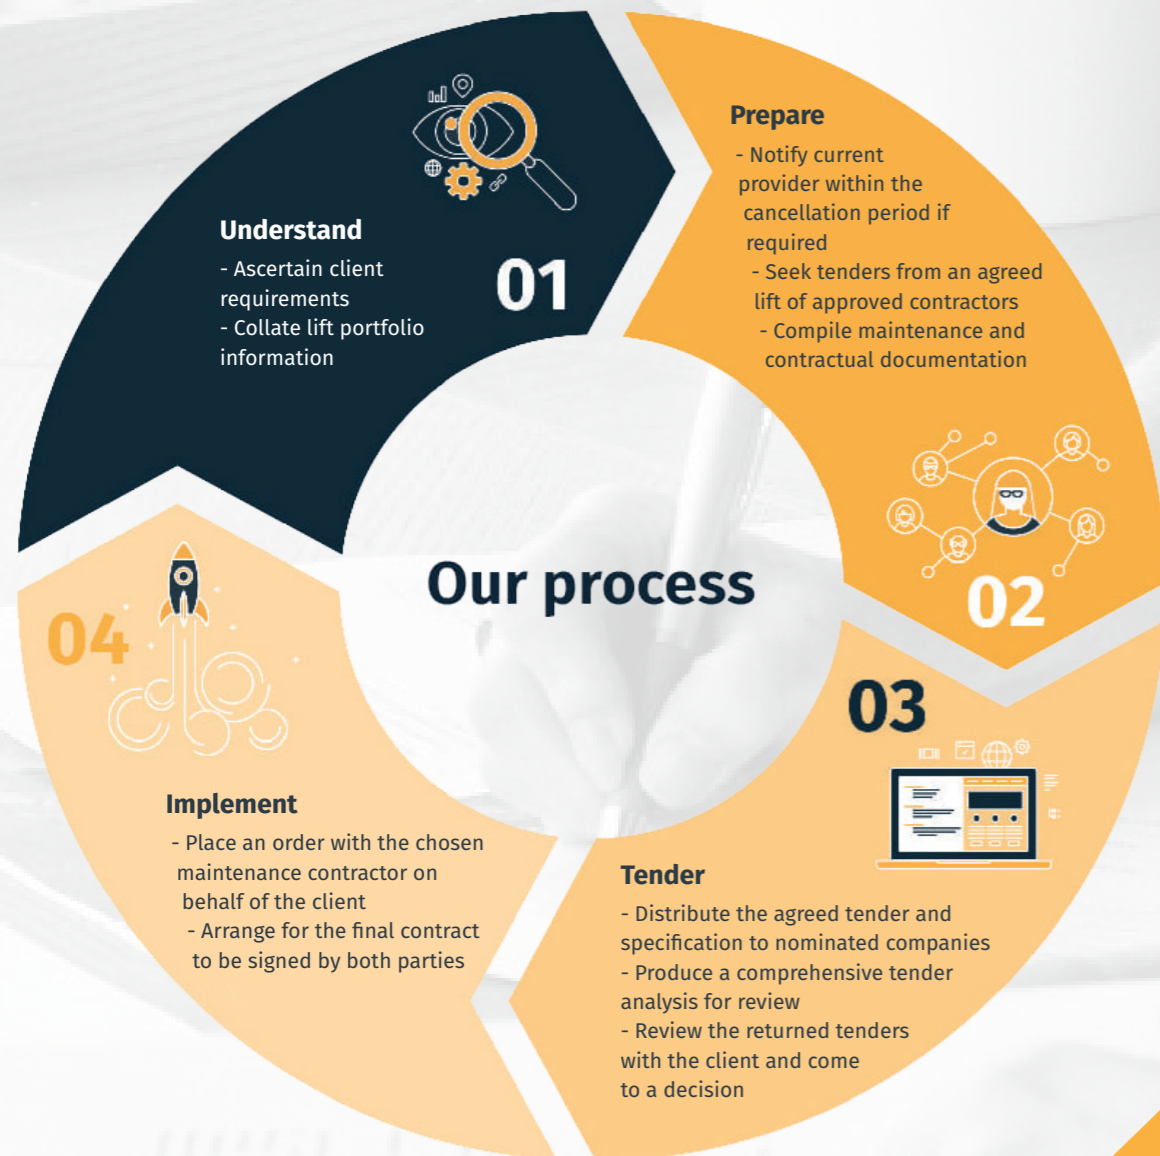 Understand
- Ascertain client
requirements
- Collate lift portfolio
information
01
Prepare
- Notify current
provider within the
cancellation period if
required
- Seek tenders from an agreed
lift of approved contractors
- Compile maintenance and
contractual documentation
02
Our process
03
Tender
- Distribute the agreed tender and
specification to nominated companies
- Produce a comprehensive tender
analysis for review
- Review the returned tenders
with the client and come
to a decision
04
Implement
- Place an order with the chosen
maintenance contractor on
behalf of the client
- Arrange for the final contract
to be signed by both parties